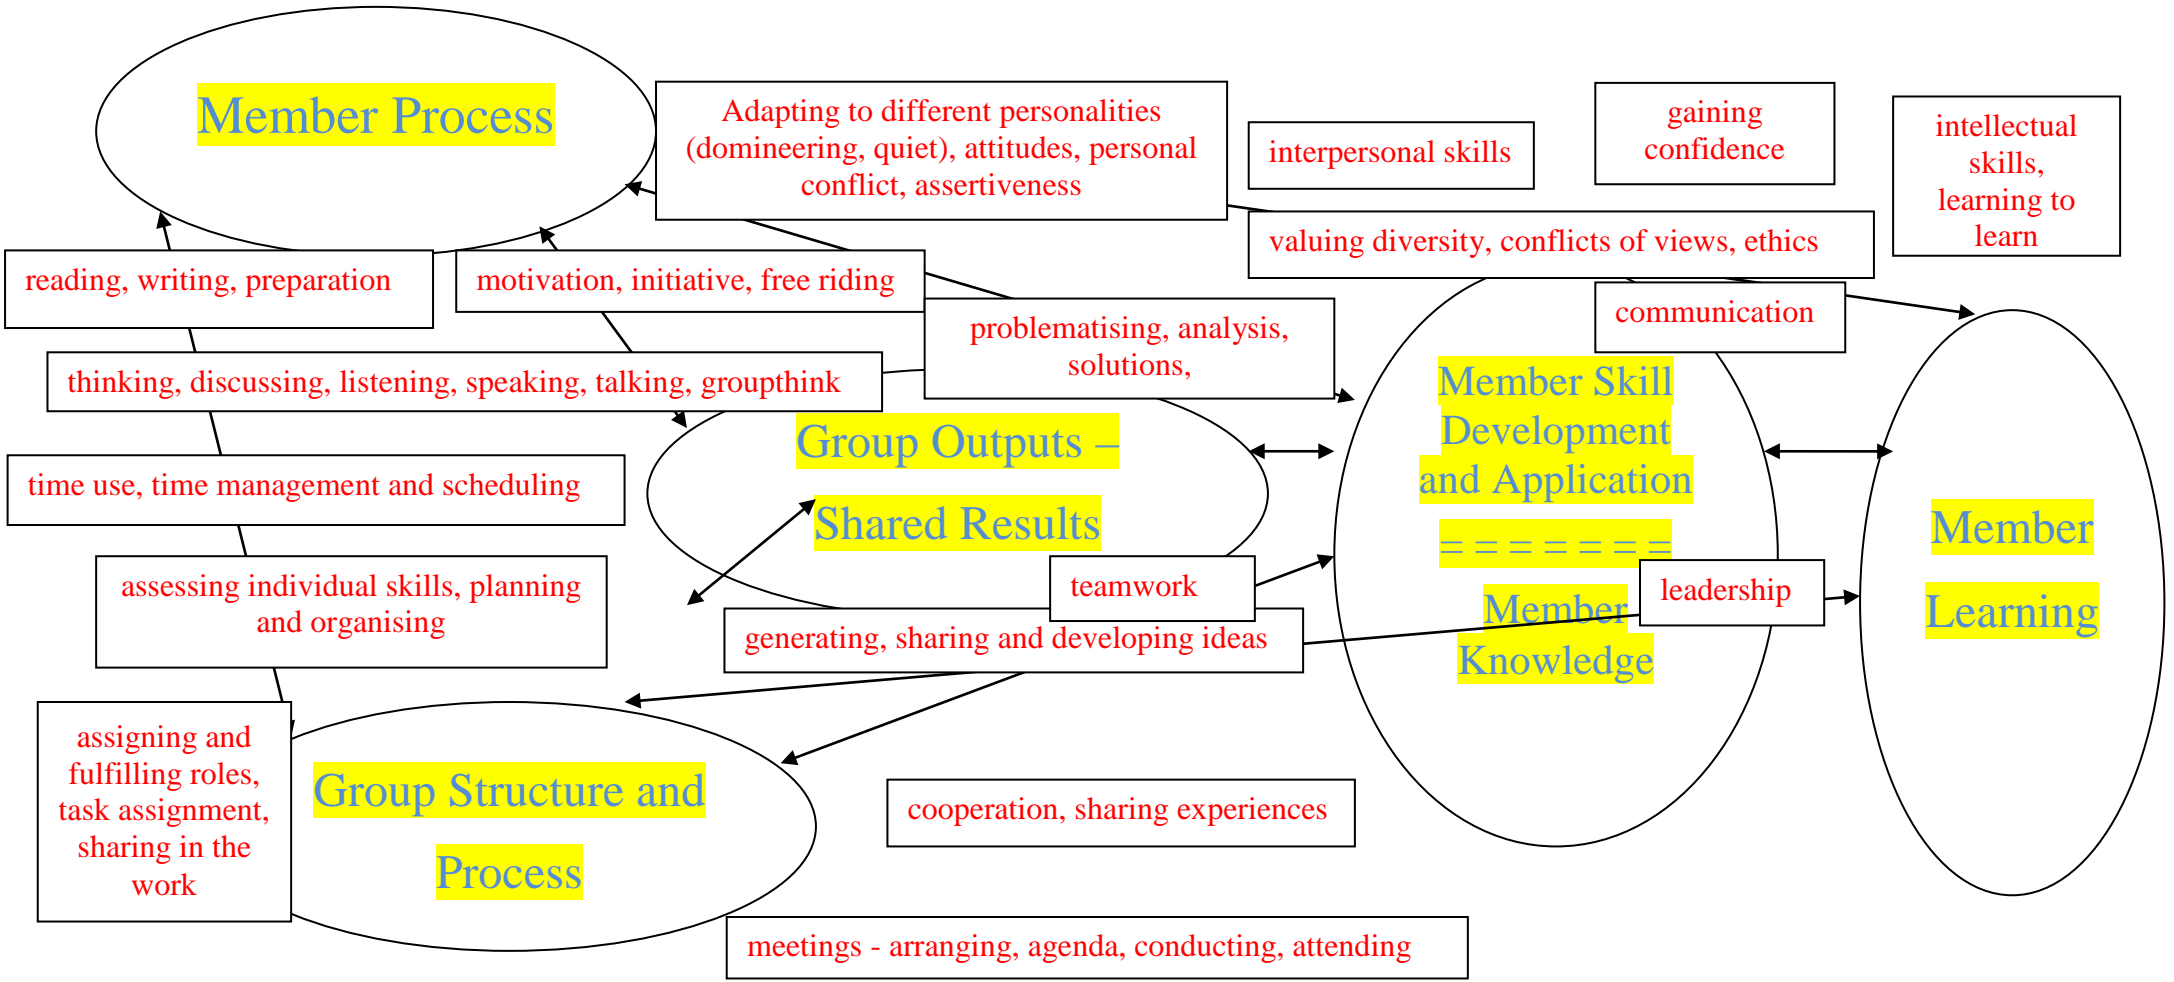 Member Process
Adapting to different personalities
(domineering, quiet), attitudes, personal
conflict, assertiveness
interpersonal skills
gaining
confidence
intellectual
skills,
learning to
learn
valuing diversity, conflicts of views, ethics
reading, writing, preparation
motivation, initiative, free riding
problematising, analysis,
solutions,
communication
thinking, discussing, listening, speaking, talking, groupthink
Group Outputs –
Shared Results
Member Skill
Development
and Application
= = = = = = =
Member
Knowledge
Member
Learning
time use, time management and scheduling
assessing individual skills, planning
and organising
teamwork
leadership
generating, sharing and developing ideas
assigning and
fulfilling roles,
task assignment,
sharing in the
work
Group Structure and
Process
cooperation, sharing experiences
meetings - arranging, agenda, conducting, attending